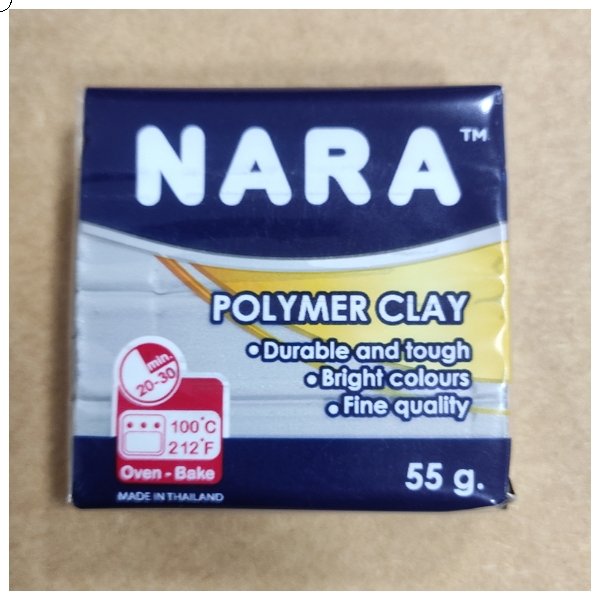 NARA™
POLYMER CLAY
•Durable and tough
•Bright colours
•Fine quality
min.
20-30
100°C
212°F
Oven - Bake
MADE IN THAILAND
55 g.